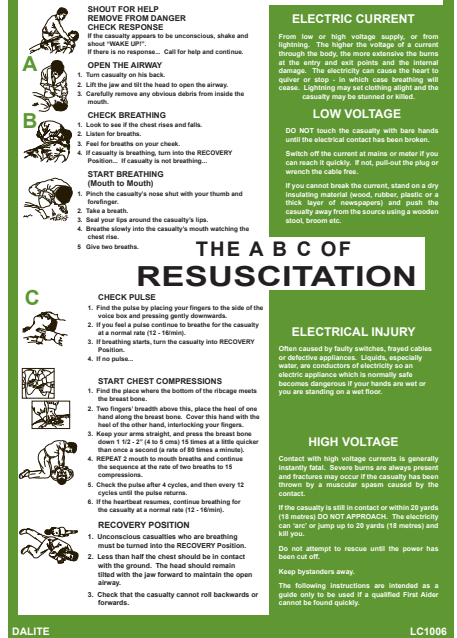 SHOUT FOR HELP
REMOVE FROM DANGER
CHECK RESPONSE
If the casualty appears to be unconscious, shake and
shout “WAKE UP!”.
If there is no response... Call for help and continue.
A
OPEN THE AIRWAY
1. Turn casualty on his back.
2. Lift the jaw and tilt the head to open the airway.
3. Carefully remove any obvious debris from inside the
mouth.
B
CHECK BREATHING
1. Look to see if the chest rises and falls.
2. Listen for breaths.
3. Feel for breaths on your cheek.
4. If casualty is breathing, turn into the RECOVERY
Position... If casualty is not breathing...
START BREATHING
(Mouth to Mouth)
1. Pinch the casualty's nose shut with your thumb and
forefinger.
2. Take a breath.
3. Seal your lips around the casualty's lips.
4. Breathe slowly into the casualty's mouth watching the
chest rise.
5 Give two breaths.
ELECTRIC CURRENT
From low or high voltage supply, or from
lightning. The higher the voltage of a current
through the body, the more extensive the burns
at the entry and exit points and the internal
damage. The electricity can cause the heart to
quiver or stop - in which case breathing will
cease. Lightning may set clothing alight and the
casualty may be stunned or killed.
LOW VOLTAGE
DO NOT touch the casualty with bare hands
until the electrical contact has been broken.
Switch off the current at mains or meter if you
can reach it quickly. If not, pull-out the plug or
wrench the cable free.
If you cannot break the current, stand on a dry
insulating material (wood, rubber, plastic or a
thick layer of newspapers) and push the
casualty away from the source using a wooden
stool, broom etc.
THE A B C OF
RESUSCITATION
C
CHECK PULSE
1. Find the pulse by placing your fingers to the side of the
voice box and pressing gently downwards.
2. If you feel a pulse continue to breathe for the casualty
at a normal rate (12 - 16/min).
3. If breathing starts, turn the casualty into RECOVERY
Position.
4. If no pulse...
START CHEST COMPRESSIONS
1. Find the place where the bottom of the ribcage meets
the breast bone.
2. Two fingers' breadth above this, place the heel of one
hand along the breast bone. Cover this hand with the
heel of the other hand, interlocking your fingers.
3. Keep your arms straight, and press the breast bone
down 1 1/2 - 2” (4 to 5 cms) 15 times at a little quicker
than once a second (a rate of 80 times a minute).
4. REPEAT 2 mouth to mouth breaths and continue
the sequence at the rate of two breaths to 15
compressions.
5. Check the pulse after 4 cycles, and then every 12
cycles until the pulse returns.
6. If the heartbeat resumes, continue breathing for
the casualty at a normal rate (12 - 16/min).
RECOVERY POSITION
1. Unconscious casualties who are breathing
must be turned into the RECOVERY Position.
2. Less than half the chest should be in contact
with the ground. The head should remain
tilted with the jaw forward to maintain the open
airway.
3. Check that the casualty cannot roll backwards or
forwards.
ELECTRICAL INJURY
Often caused by faulty switches, frayed cables
or defective appliances. Liquids, especially
water, are conductors of electricity so an
electric appliance which is normally safe
becomes dangerous if your hands are wet or
you are standing on a wet floor.
HIGH VOLTAGE
Contact with high voltage currents is generally
instantly fatal. Severe burns are always present
and fractures may occur if the casualty has been
thrown by a muscular spasm caused by the
contact.
If the casualty is still in contact or within 20 yards
(18 metres) DO NOT APPROACH. The electricity
can 'arc' or jump up to 20 yards (18 metres) and
kill you.
Do not attempt to rescue until the power has
been cut off.
Keep bystanders away.
The following instructions are intended as a
guide only to be used if a qualified First Aider
cannot be found quickly.
DALITE
LC1006